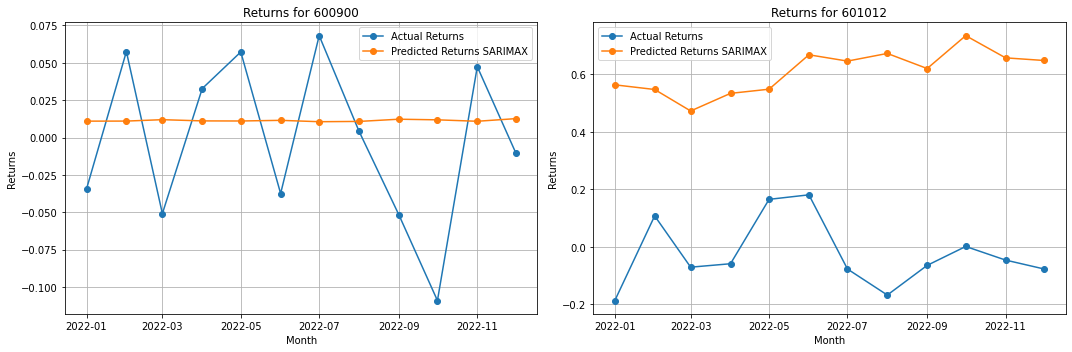 Returns for 600900
Actual Returns
Predicted Returns SARIMAX
0.075
0.050
0.025
0.000
−0.025
−0.050
−0.075
−0.100
Returns
2022-01 2022-03 2022-05 2022-07 2022-09 2022-11
Month
Returns for 601012
Actual Returns
Predicted Returns SARIMAX
0.6
0.4
0.2
0.0
−0.2
Returns
2022-01 2022-03 2022-05 2022-07 2022-09 2022-11
Month